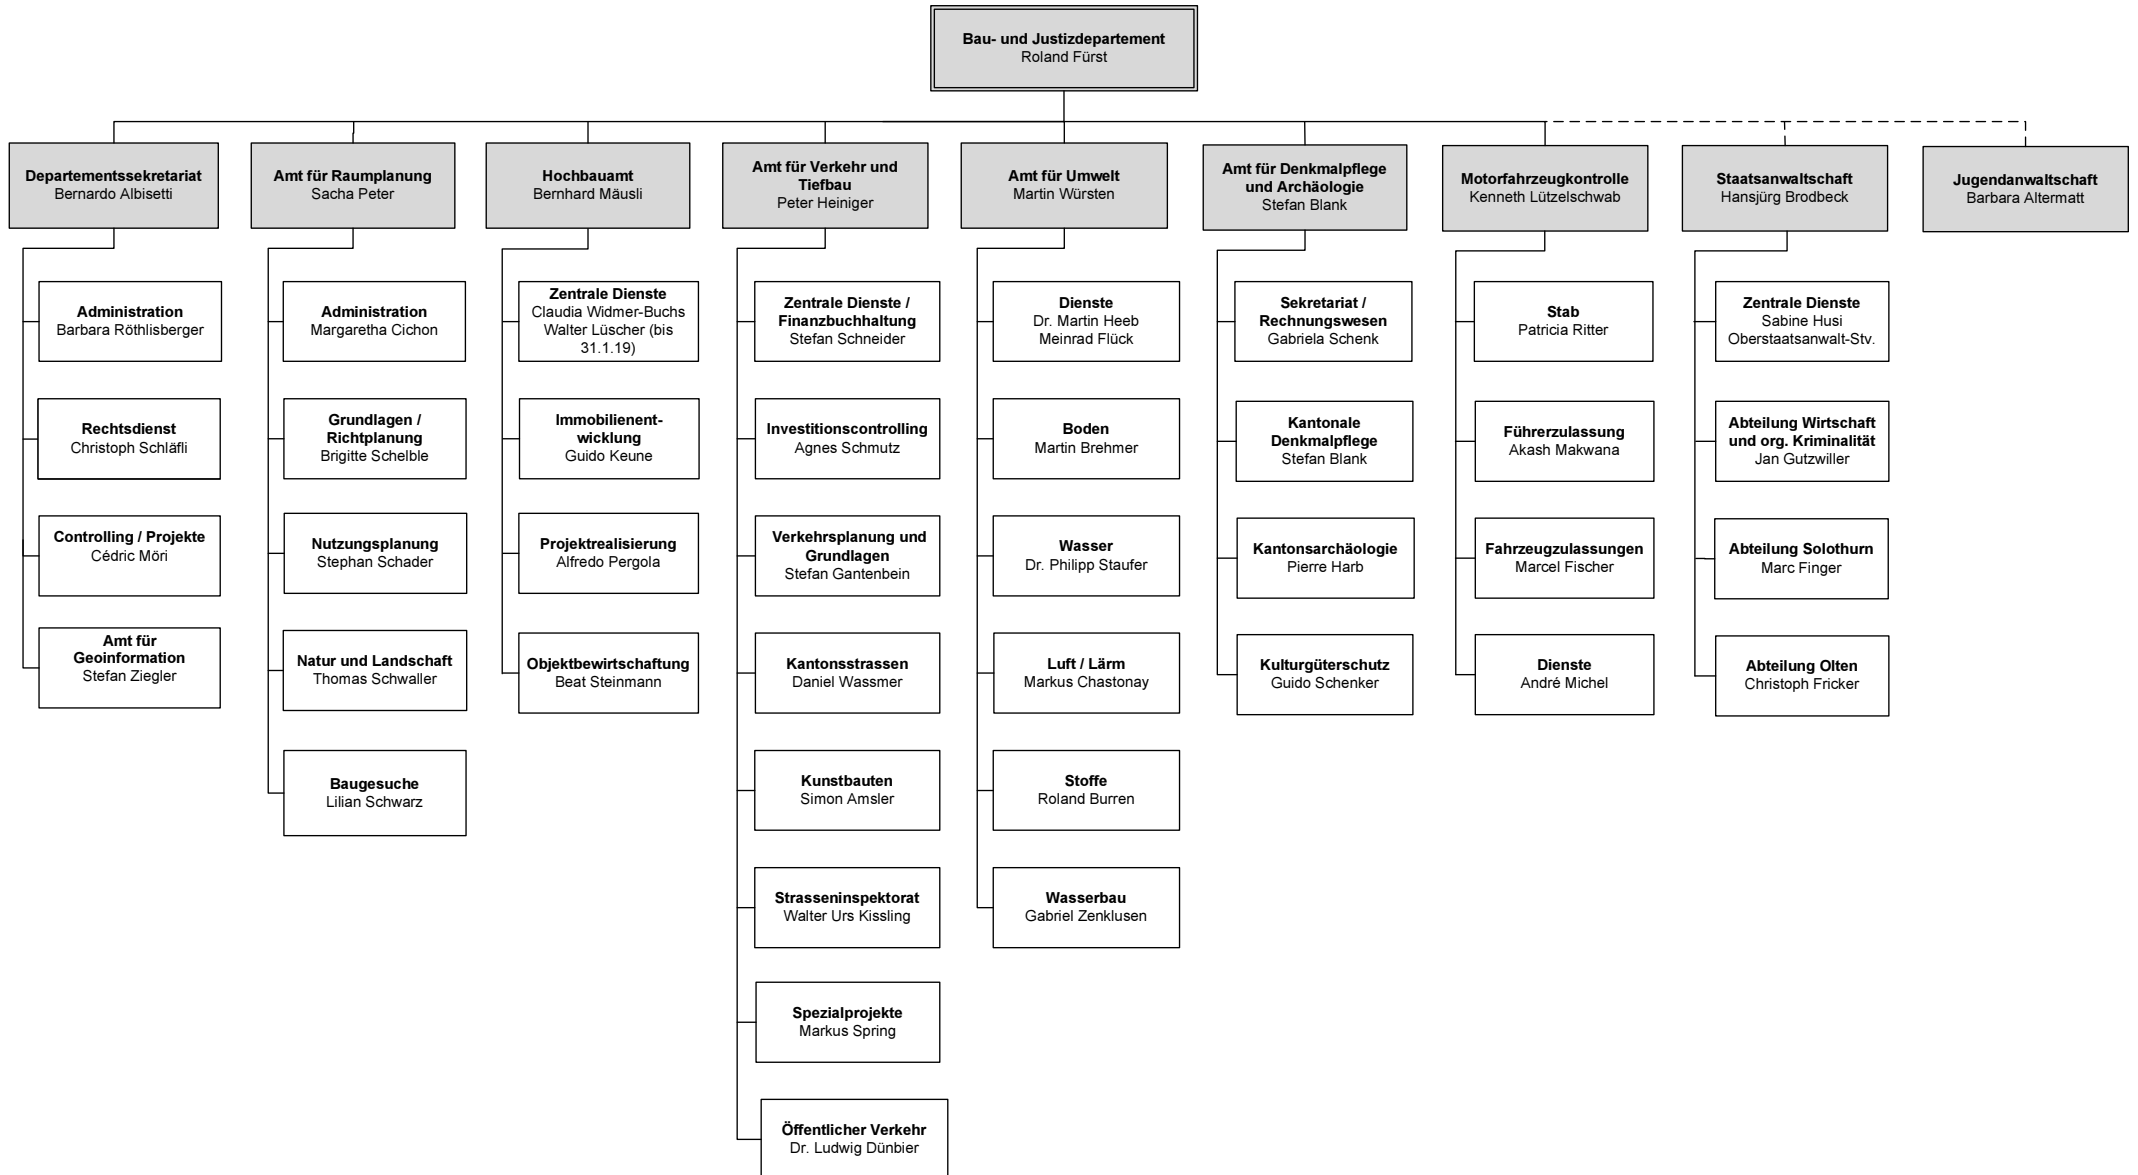 Bau- und Justizdepartement
Roland Fürst
Departementssekretariat
Bernardo Albisetti
Amt für Raumplanung
Sacha Peter
Hochbauamt
Bernhard Mäusli
Amt für Verkehr und
Tiefbau
Peter Heiniger
Amt für Umwelt
Martin Würsten
Amt für Denkmalpflege
und Archäologie
Stefan Blank
Motorfahrzeugkontrolle
Kenneth Lützelschwab
Staatsanwaltschaft
Hansjürg Brodbeck
Jugendanwaltschaft
Barbara Altermatt
Administration
Barbara Röthlisberger
Rechtsdienst
Christoph Schläfli
Controlling / Projekte
Cédric Möri
Amt für
Geoinformation
Stefan Ziegler
Administration
Margaretha Cichon
Grundlagen /
Richtplanung
Brigitte Schelble
Nutzungsplanung
Stephan Schader
Natur und Landschaft
Thomas Schwaller
Baugesuche
Lilian Schwarz
Zentrale Dienste
Claudia Widmer-Buchs
Walter Lüscher (bis
31.1.19)
Immobilienent-
wicklung
Guido Keune
Projektrealisierung
Alfredo Pergola
Objektbewirtschaftung
Beat Steinmann
Zentrale Dienste /
Finanzbuchhaltung
Stefan Schneider
Investitionscontrolling
Agnes Schmutz
Verkehrsplanung und
Grundlagen
Stefan Gantenbein
Kantonsstrassen
Daniel Wassmer
Kunstbauten
Simon Amsler
Strasseninspektorat
Walter Urs Kissling
Spezialprojekte
Markus Spring
Öffentlicher Verkehr
Dr. Ludwig Dünbier
Dienste
Dr. Martin Heeb
Meinrad Flück
Boden
Martin Brehmer
Wasser
Dr. Philipp Staufer
Luft / Lärm
Markus Chastonay
Stoffe
Roland Burren
Wasserbau
Gabriel Zenklusen
Sekretariat /
Rechnungswesen
Gabriela Schenk
Kantonale
Denkmalpflege
Stefan Blank
Kantonsarchäologie
Pierre Harb
Kulturgüterschutz
Guido Schenker
Stab
Patricia Ritter
Führerzulassung
Akash Makwana
Fahrzeugzulassungen
Marcel Fischer
Dienste
André Michel
Zentrale Dienste
Sabine Husi
Oberstaatsanwalt-Stv.
Abteilung Wirtschaft
und org. Kriminalität
Jan Gutzwiller
Abteilung Solothurn
Marc Finger
Abteilung Olten
Christoph Fricker